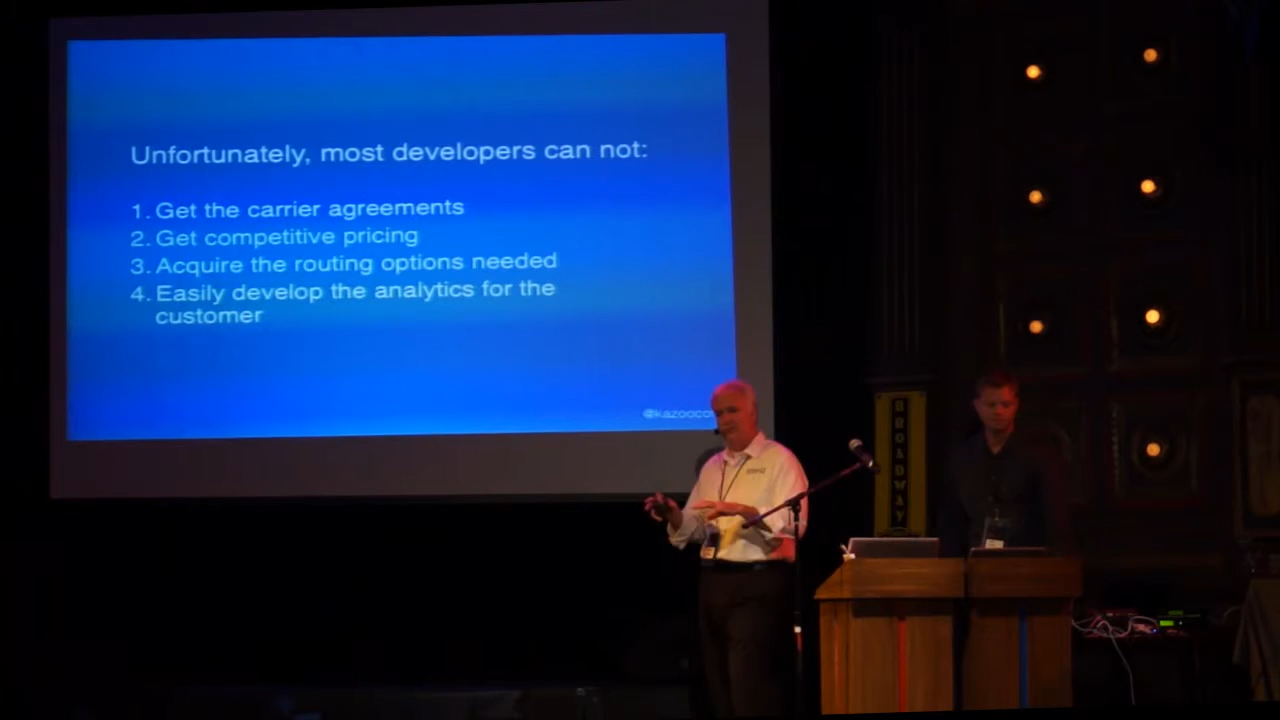 Unfortunately, most developers can not:
1. Get the carrier agreements
2. Get competitive pricing
3. Acquire the routing options needed
4. Easily develop the analytics for the
customer
@kazooco
BROADWAY